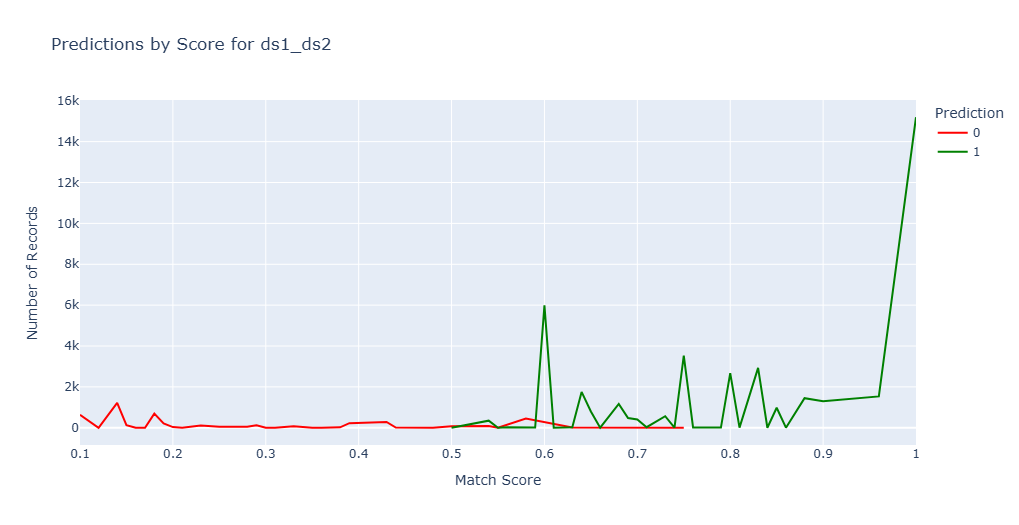 Predictions by Score for ds1_ds2
Prediction
0
1
Number of Records
16k
14k
12k
10k
8k
6k
4k
2k
0
0.1
0.2
0.3
0.4
0.5
0.6
0.7
0.8
0.9
1
Match Score